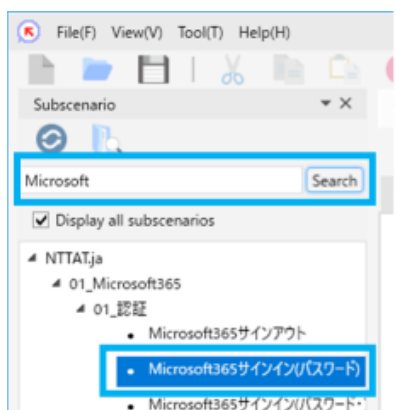 File(F) View(V) Tool(T) Help(H)
Subscenario
Microsoft Search
Display all subscenarios
NTTAT.ja
01_Microsoft365
01_認証
Microsoft365サインアウト
Microsoft365サインイン(パスワード)
Microsoft365サインイン(パスワード・